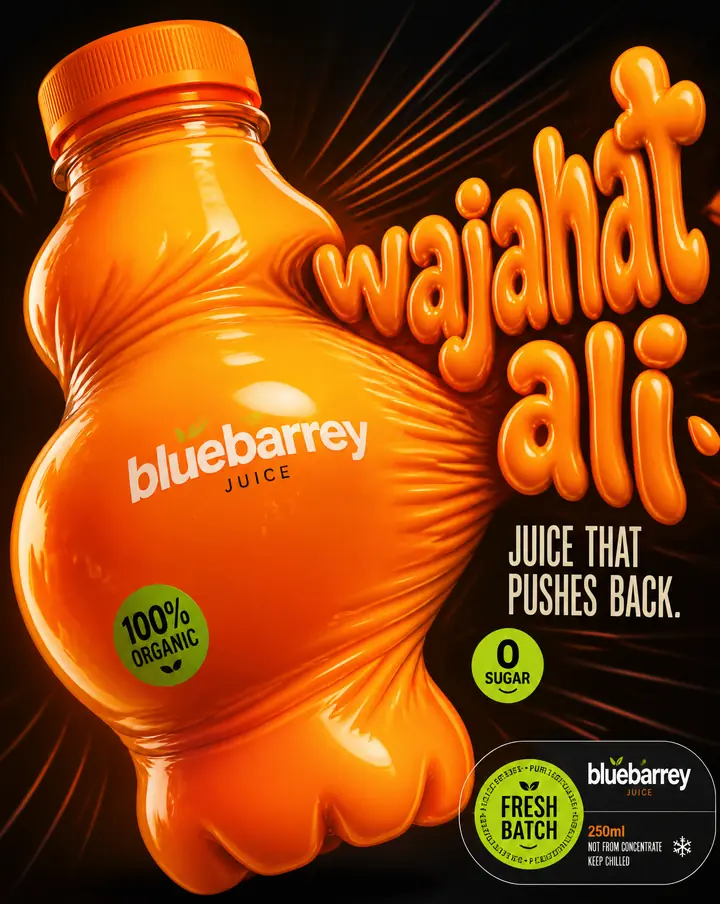 wajahat
ali
bluebarrey
JUICE
JUICE THAT
PUSHES BACK.
100%
ORGANIC
0
SUGAR
FRESH
BATCH
bluebarrey
JUICE
250ml
NOT FROM CONCENTRATE
KEEP CHILLED